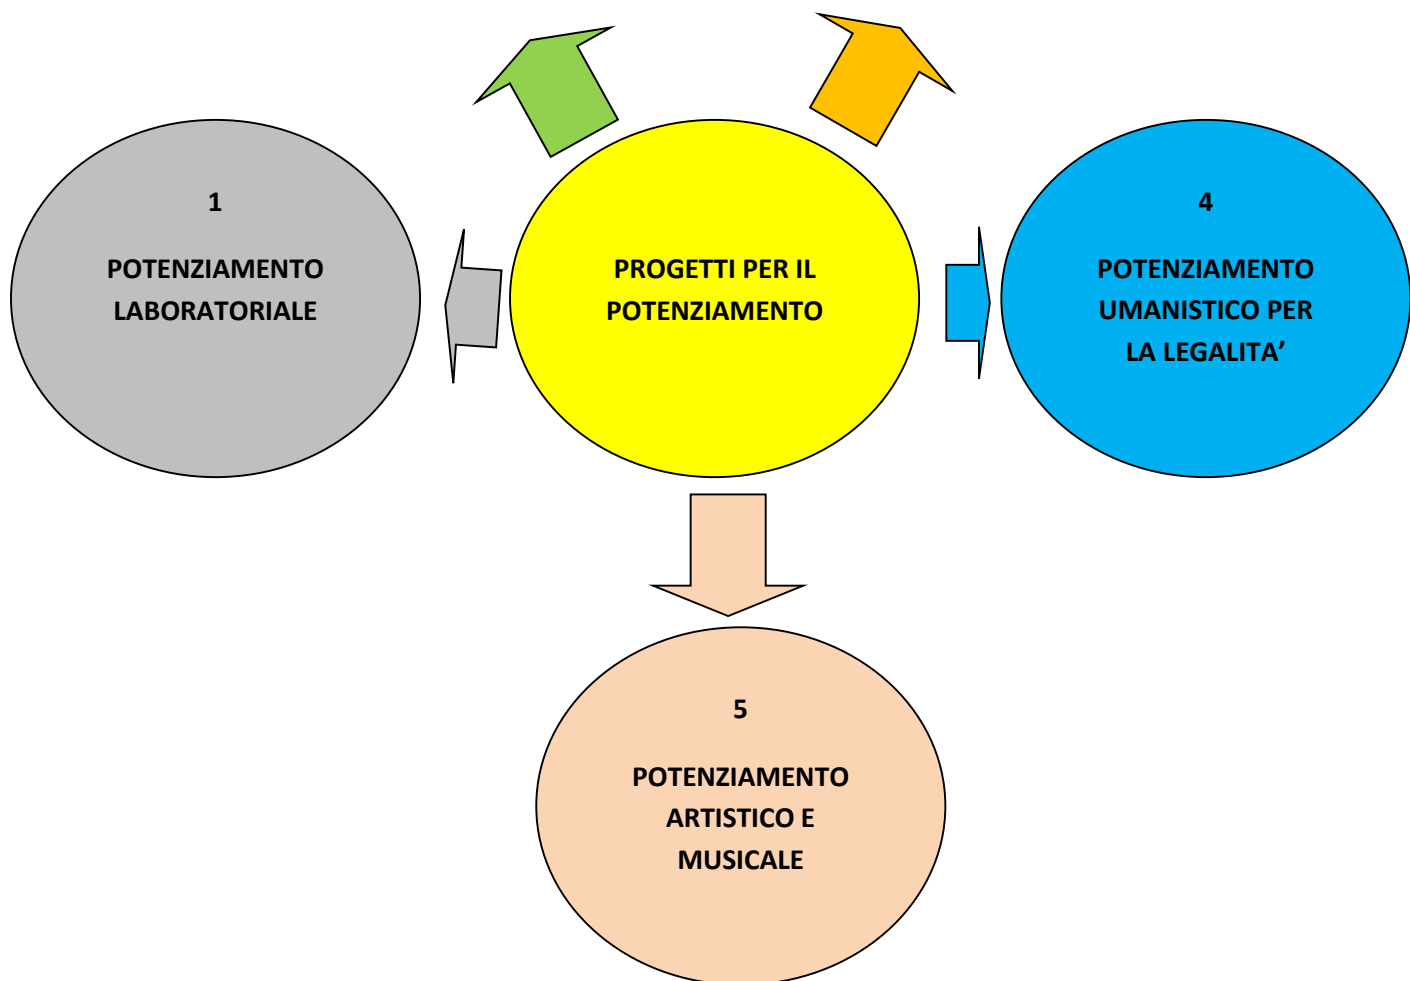 1
POTENZIAMENTO
LABORATORIALE
PROGETTI PER IL
POTENZIAMENTO
4
POTENZIAMENTO
UMANISTICO PER
LA LEGALITA’
5
POTENZIAMENTO
ARTISTICO E
MUSICALE